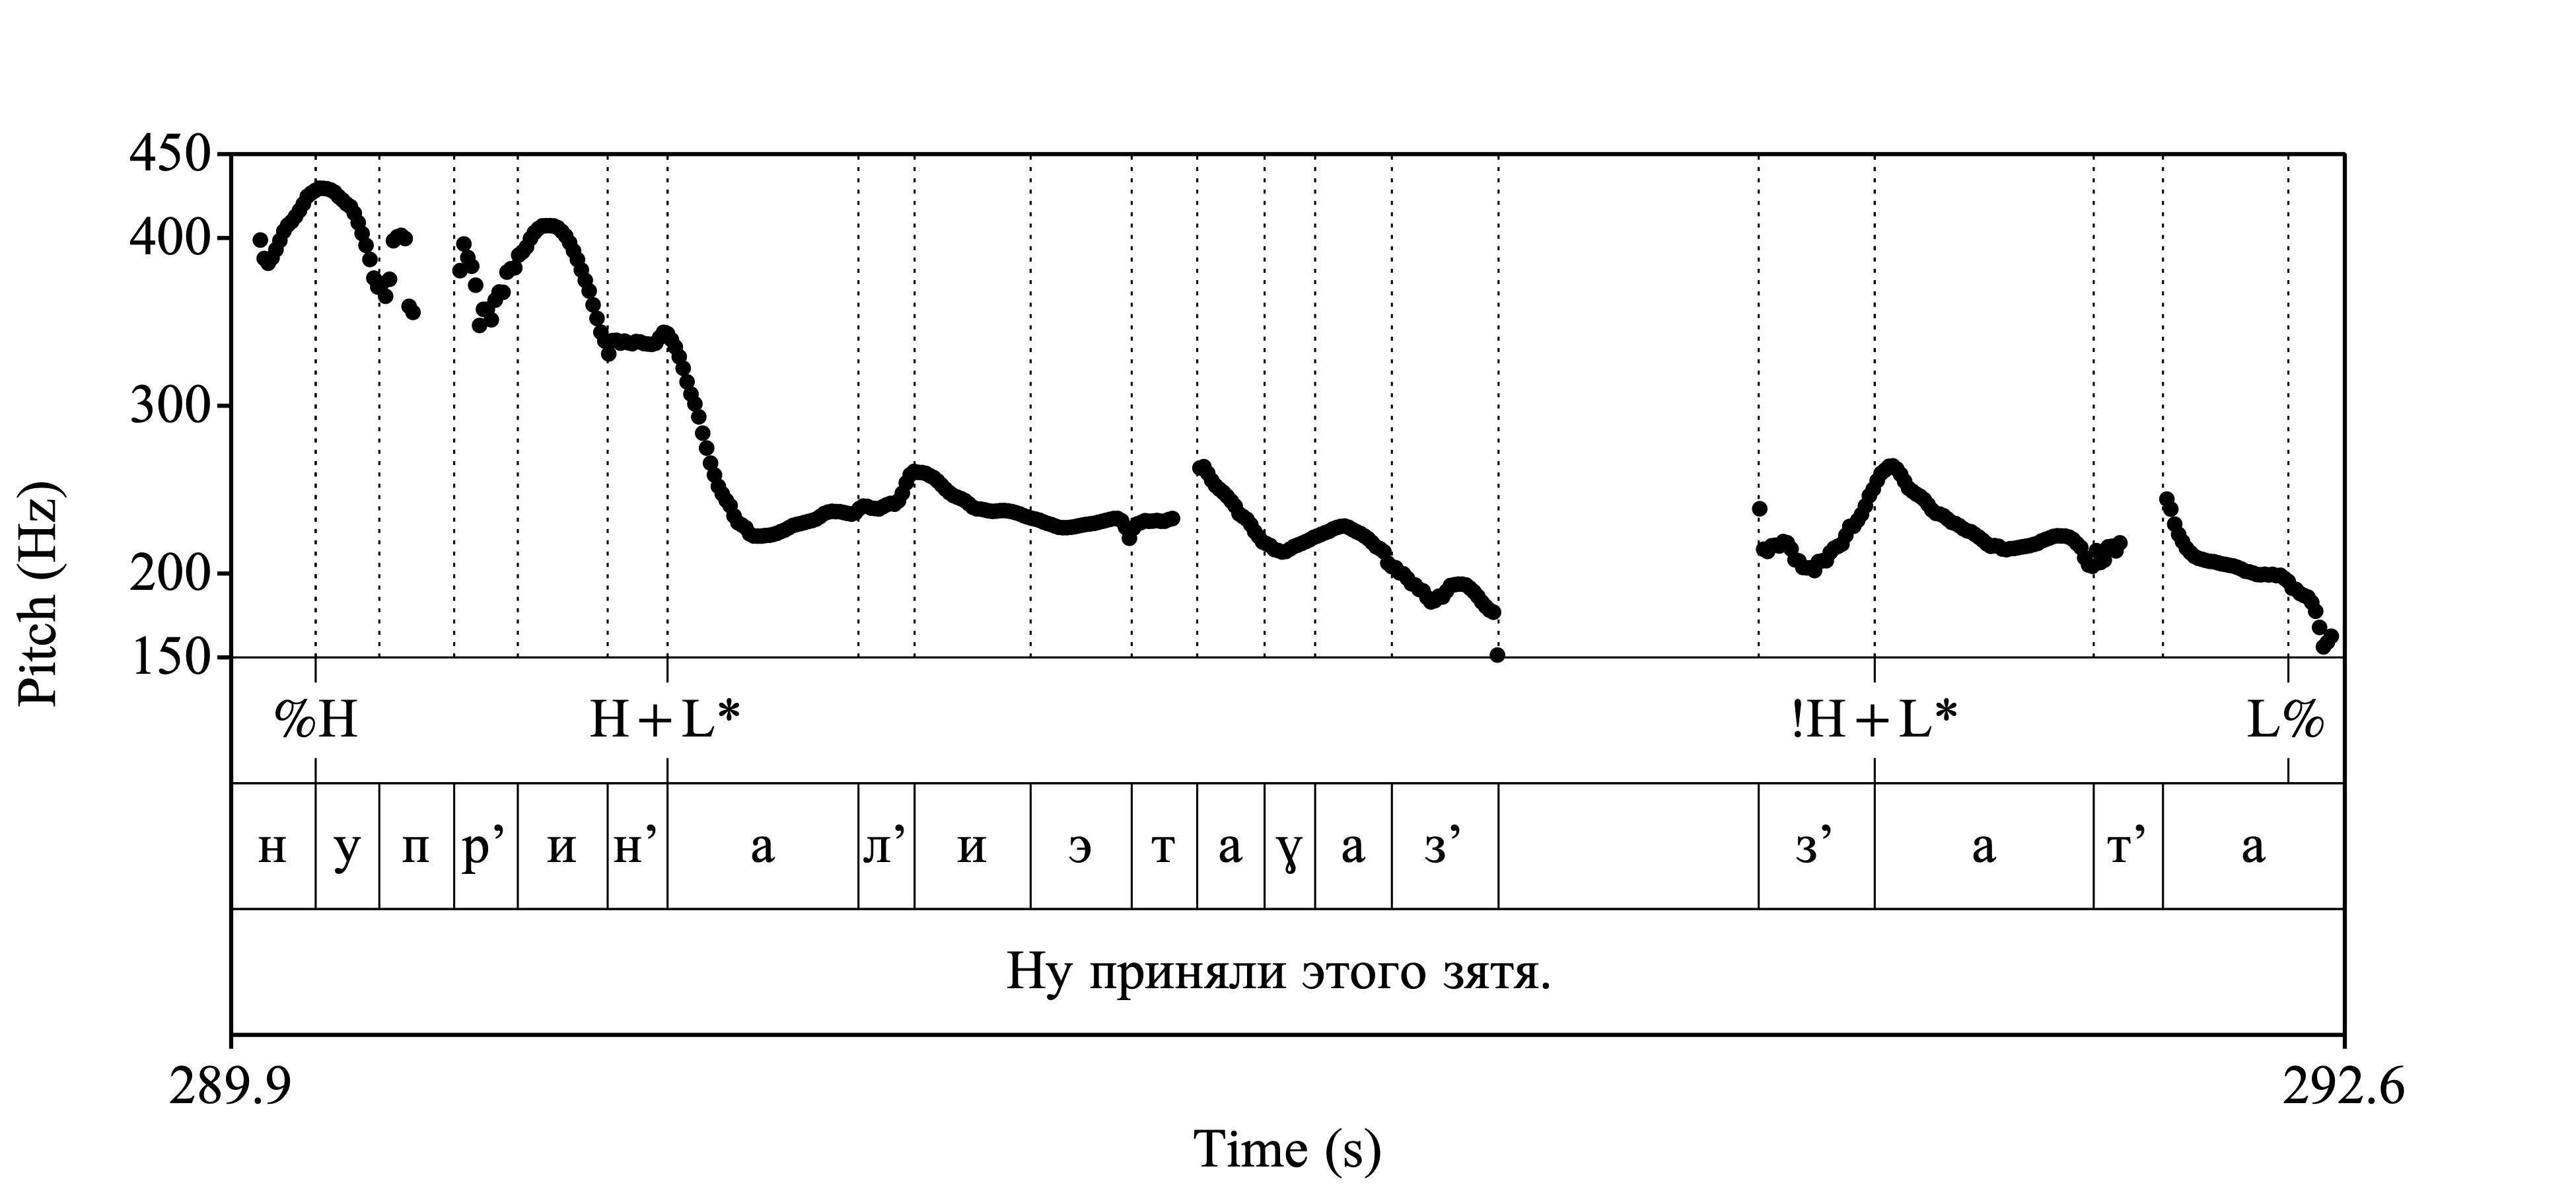 450
400
300
200
150
Pitch (Hz)
%H H+L* !H+L* L%
н у п р’ и н’ а л’ и э т а ɣ а з’ з’ а т’ а
Ну приняли этого зятя.
289.9 292.6
Time (s)